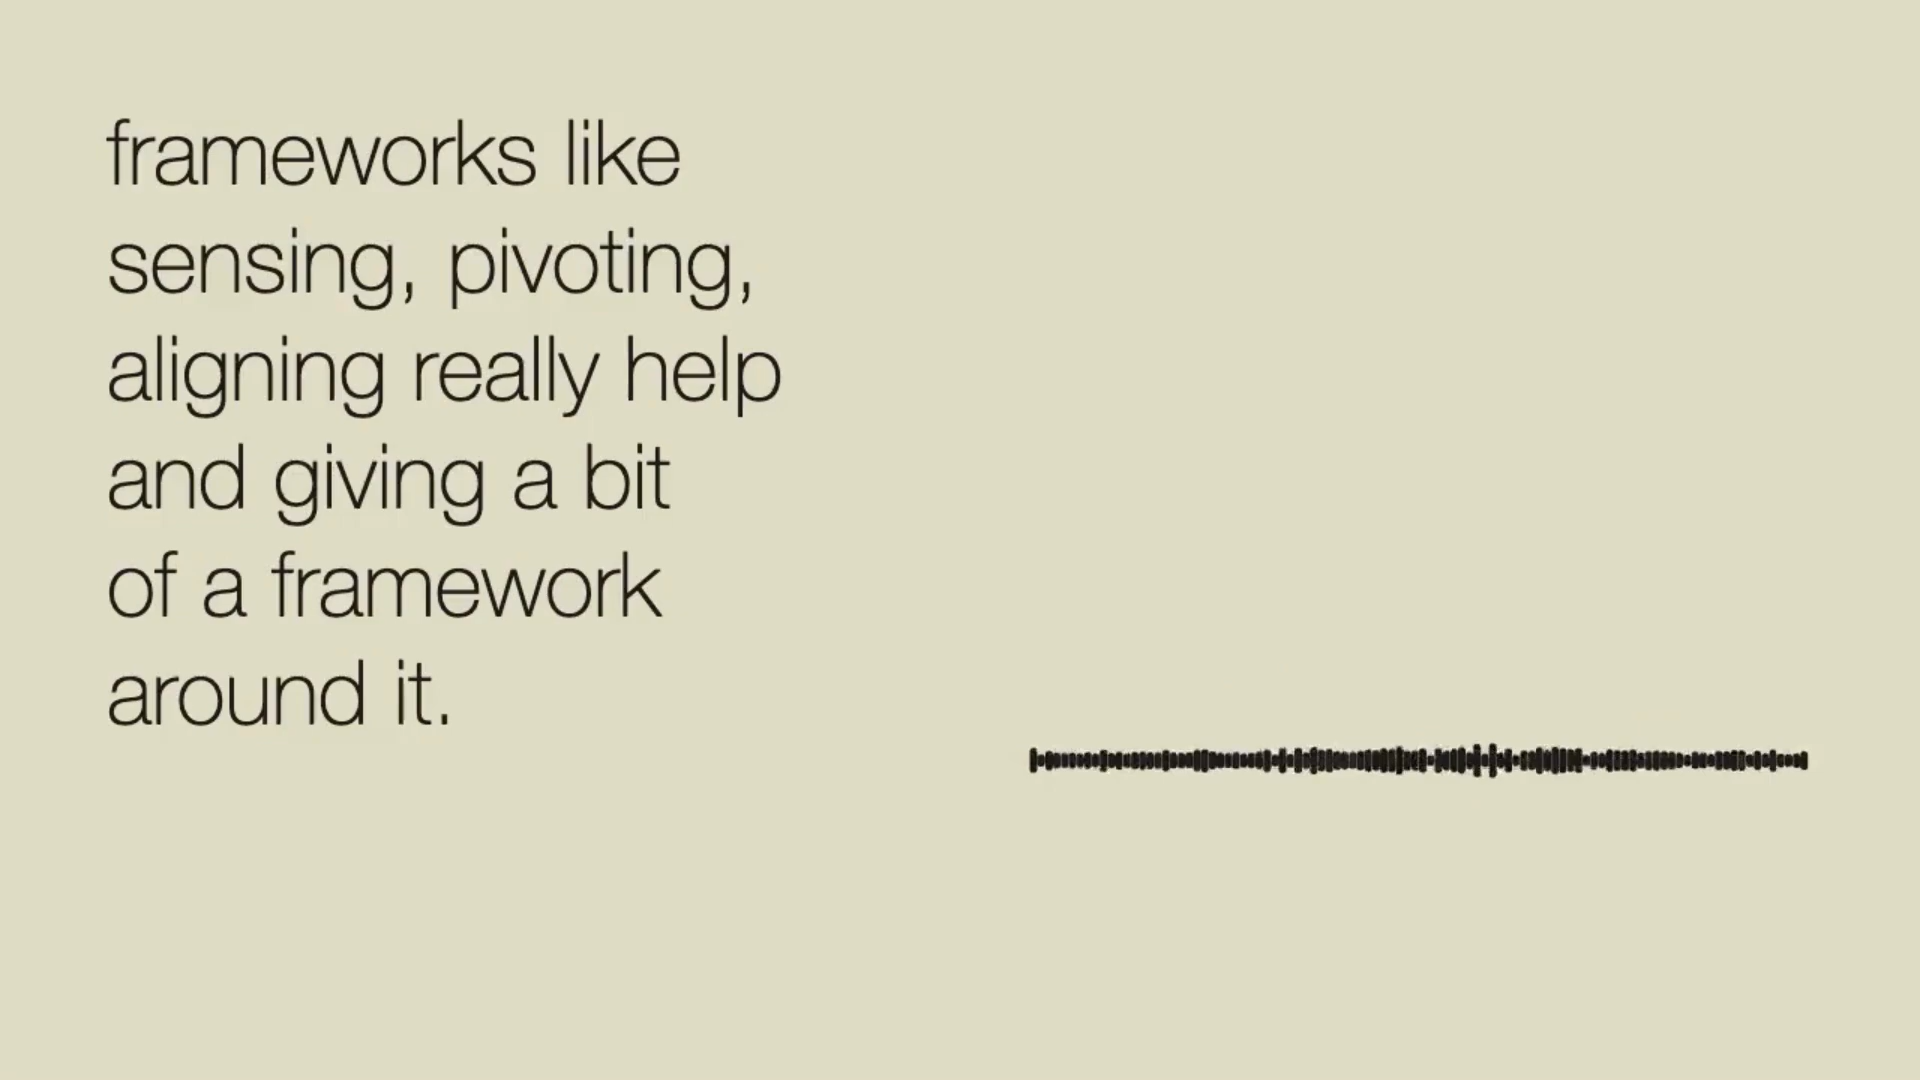 frameworks like
sensing, pivoting,
aligning really help
and giving a bit
of a framework
around it.